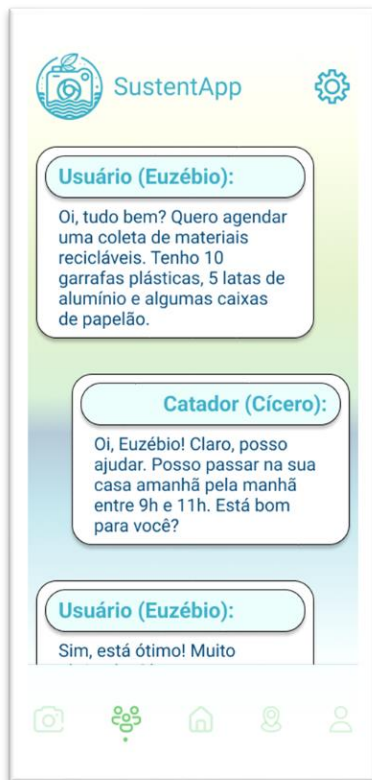 SustentApp
Usuário (Euzébio):
Oi, tudo bem? Quero agendar
uma coleta de materiais
recicláveis. Tenho 10
garrafas plásticas, 5 latas de
alumínio e algumas caixas
de papelão.
Catador (Cícero):
Oi, Euzébio! Claro, posso
ajudar. Posso passar na sua
casa amanhã pela manhã
entre 9h e 11h. Está bom
para você?
Usuário (Euzébio):
Sim, está ótimo! Muito